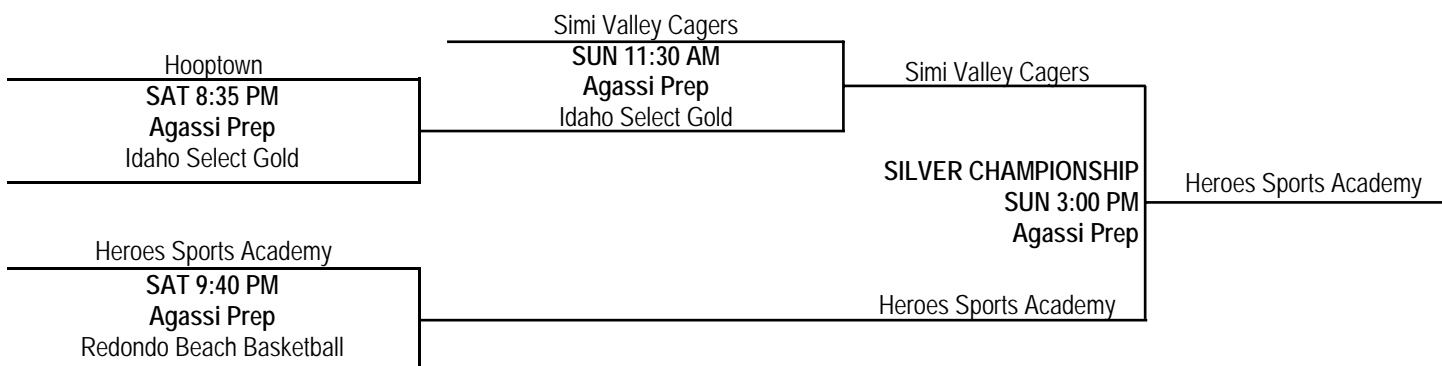 Simi Valley Cagers
SUN 11:30 AM
Agassi Prep
Idaho Select Gold
Hooptown
SAT 8:35 PM
Agassi Prep
Idaho Select Gold
Simi Valley Cagers
SILVER CHAMPIONSHIP
SUN 3:00 PM
Agassi Prep
Heroes Sports Academy
Heroes Sports Academy
SAT 9:40 PM
Agassi Prep
Redondo Beach Basketball
Heroes Sports Academy